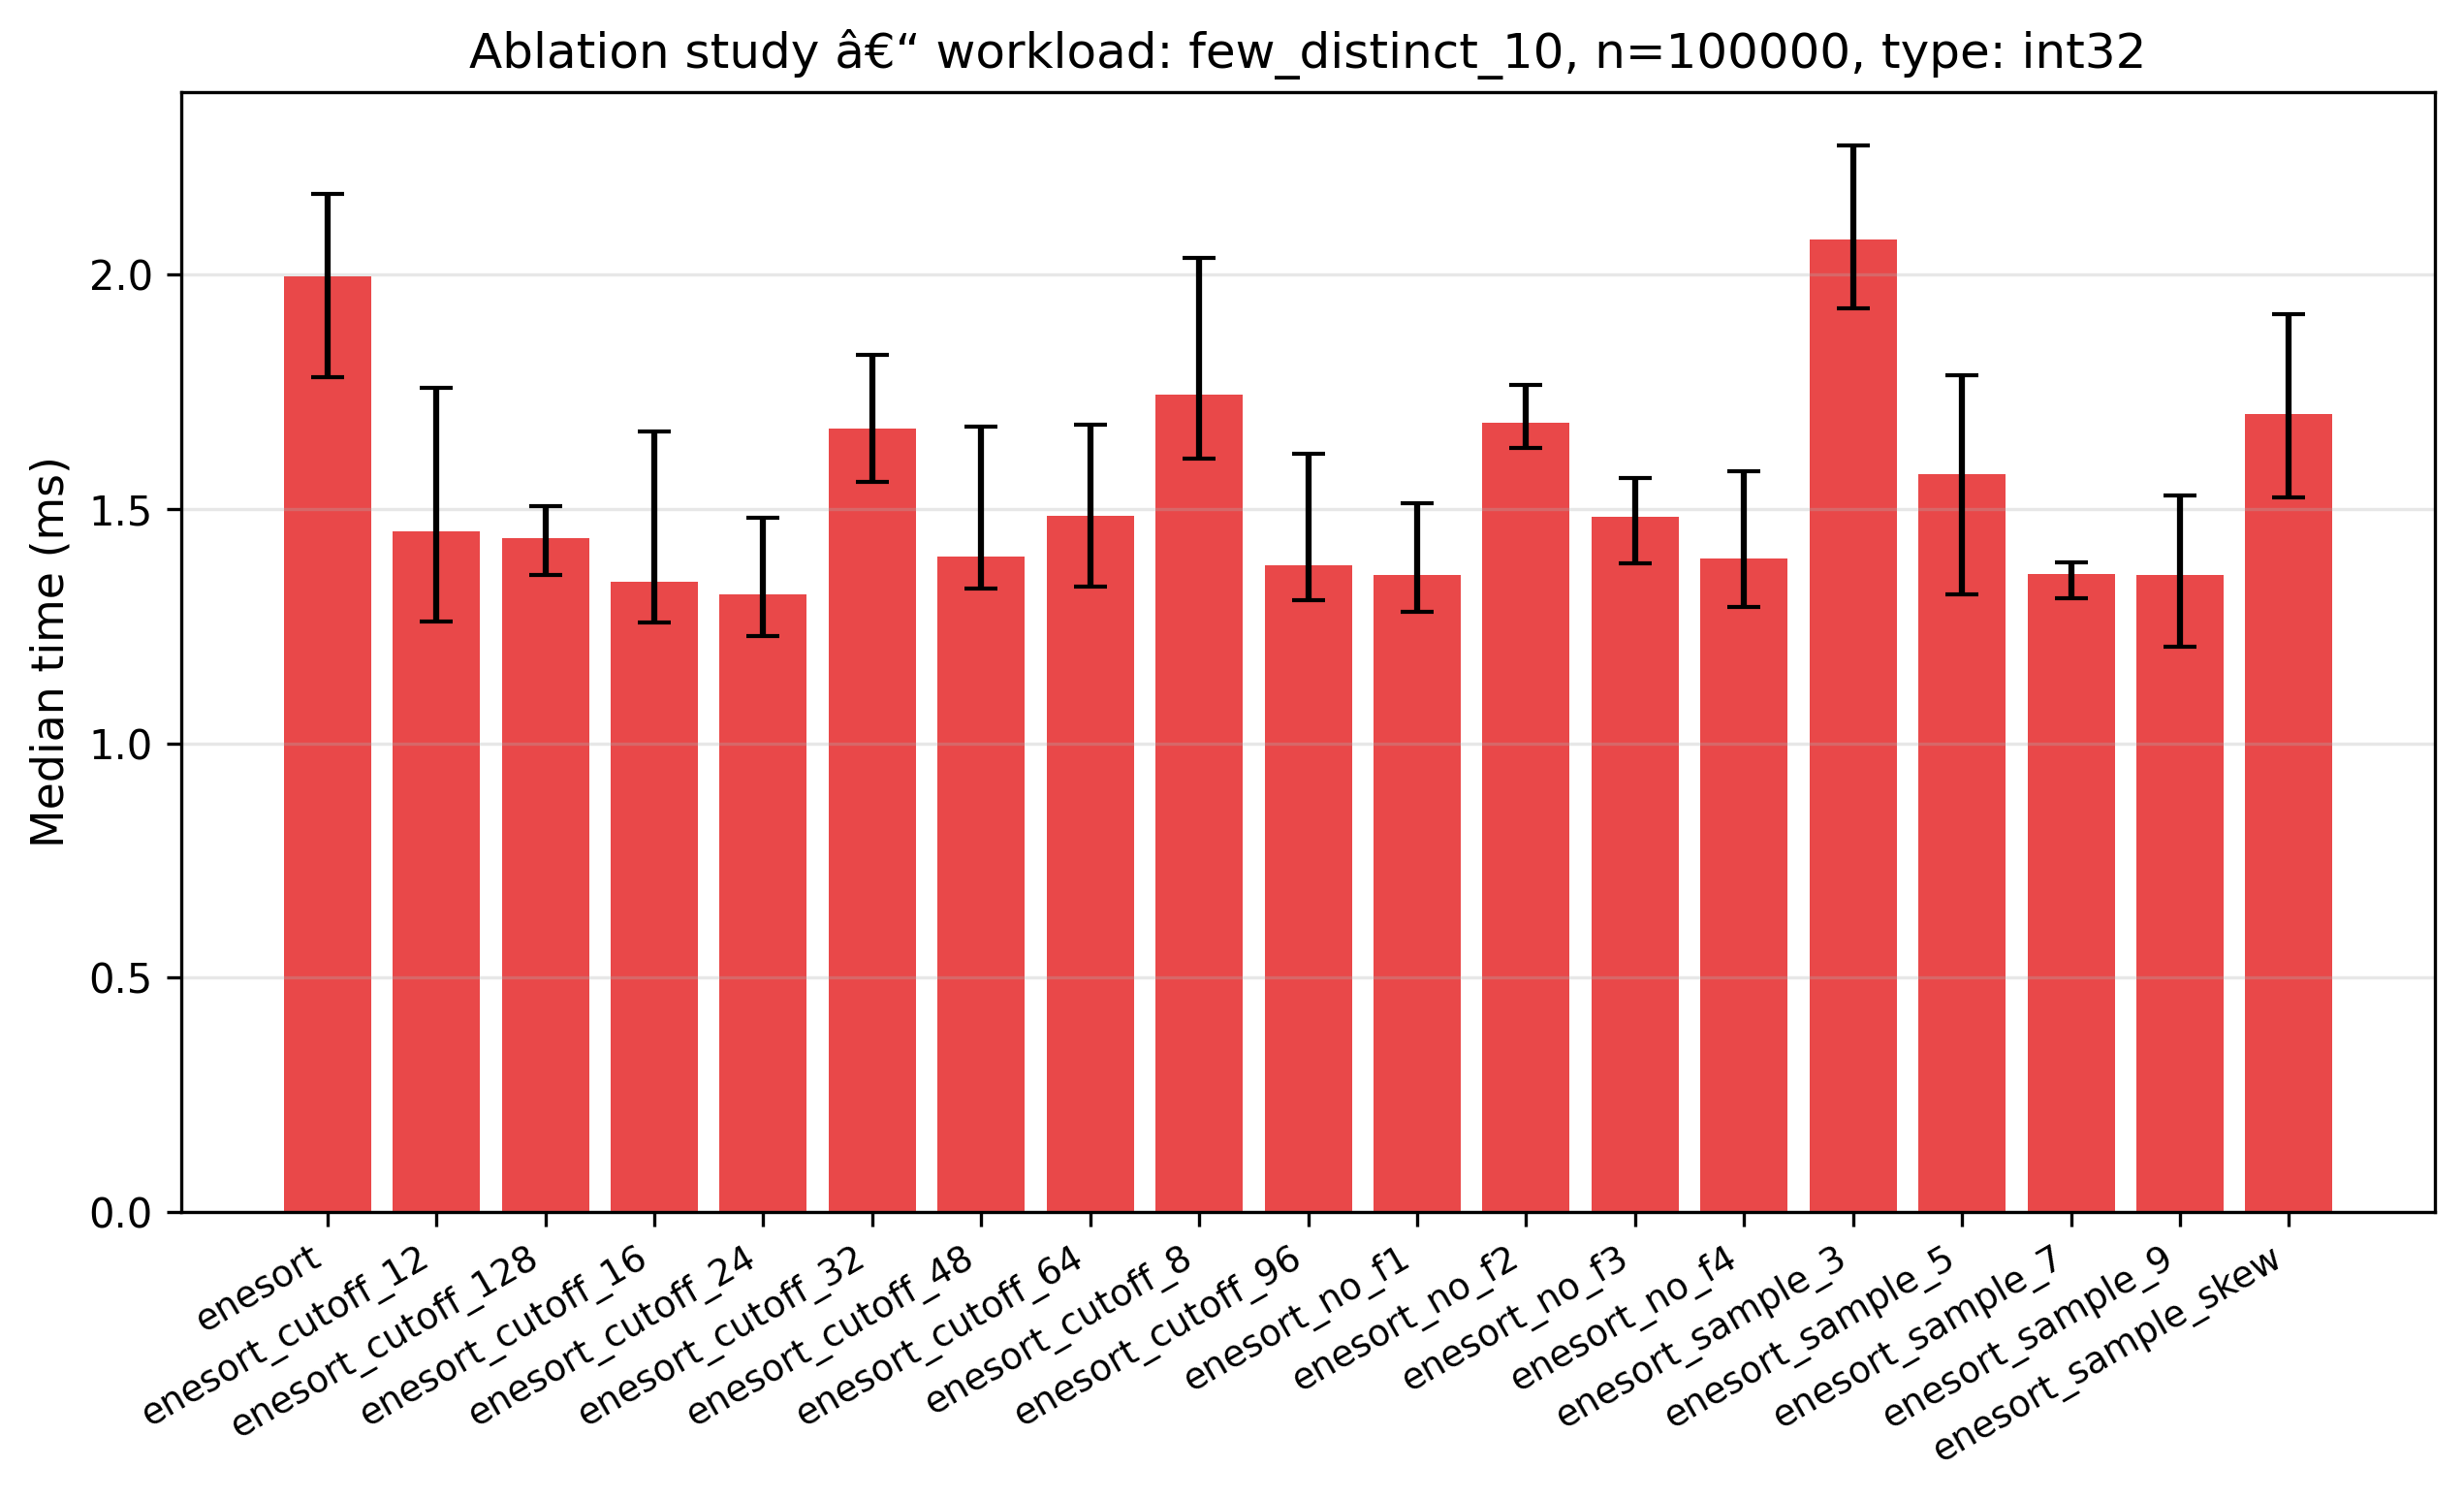 Ablation study â€“ workload: few_distinct_10, n=100000, type: int32
Median time (ms)
2.0
1.5
1.0
0.5
0.0
enesort
enesort_cutoff_12
enesort_cutoff_128
enesort_cutoff_16
enesort_cutoff_24
enesort_cutoff_32
enesort_cutoff_48
enesort_cutoff_64
enesort_cutoff_8
enesort_cutoff_96
enesort_no_f1
enesort_no_f2
enesort_no_f3
enesort_no_f4
enesort_sample_3
enesort_sample_5
enesort_sample_7
enesort_sample_9
enesort_sample_skew